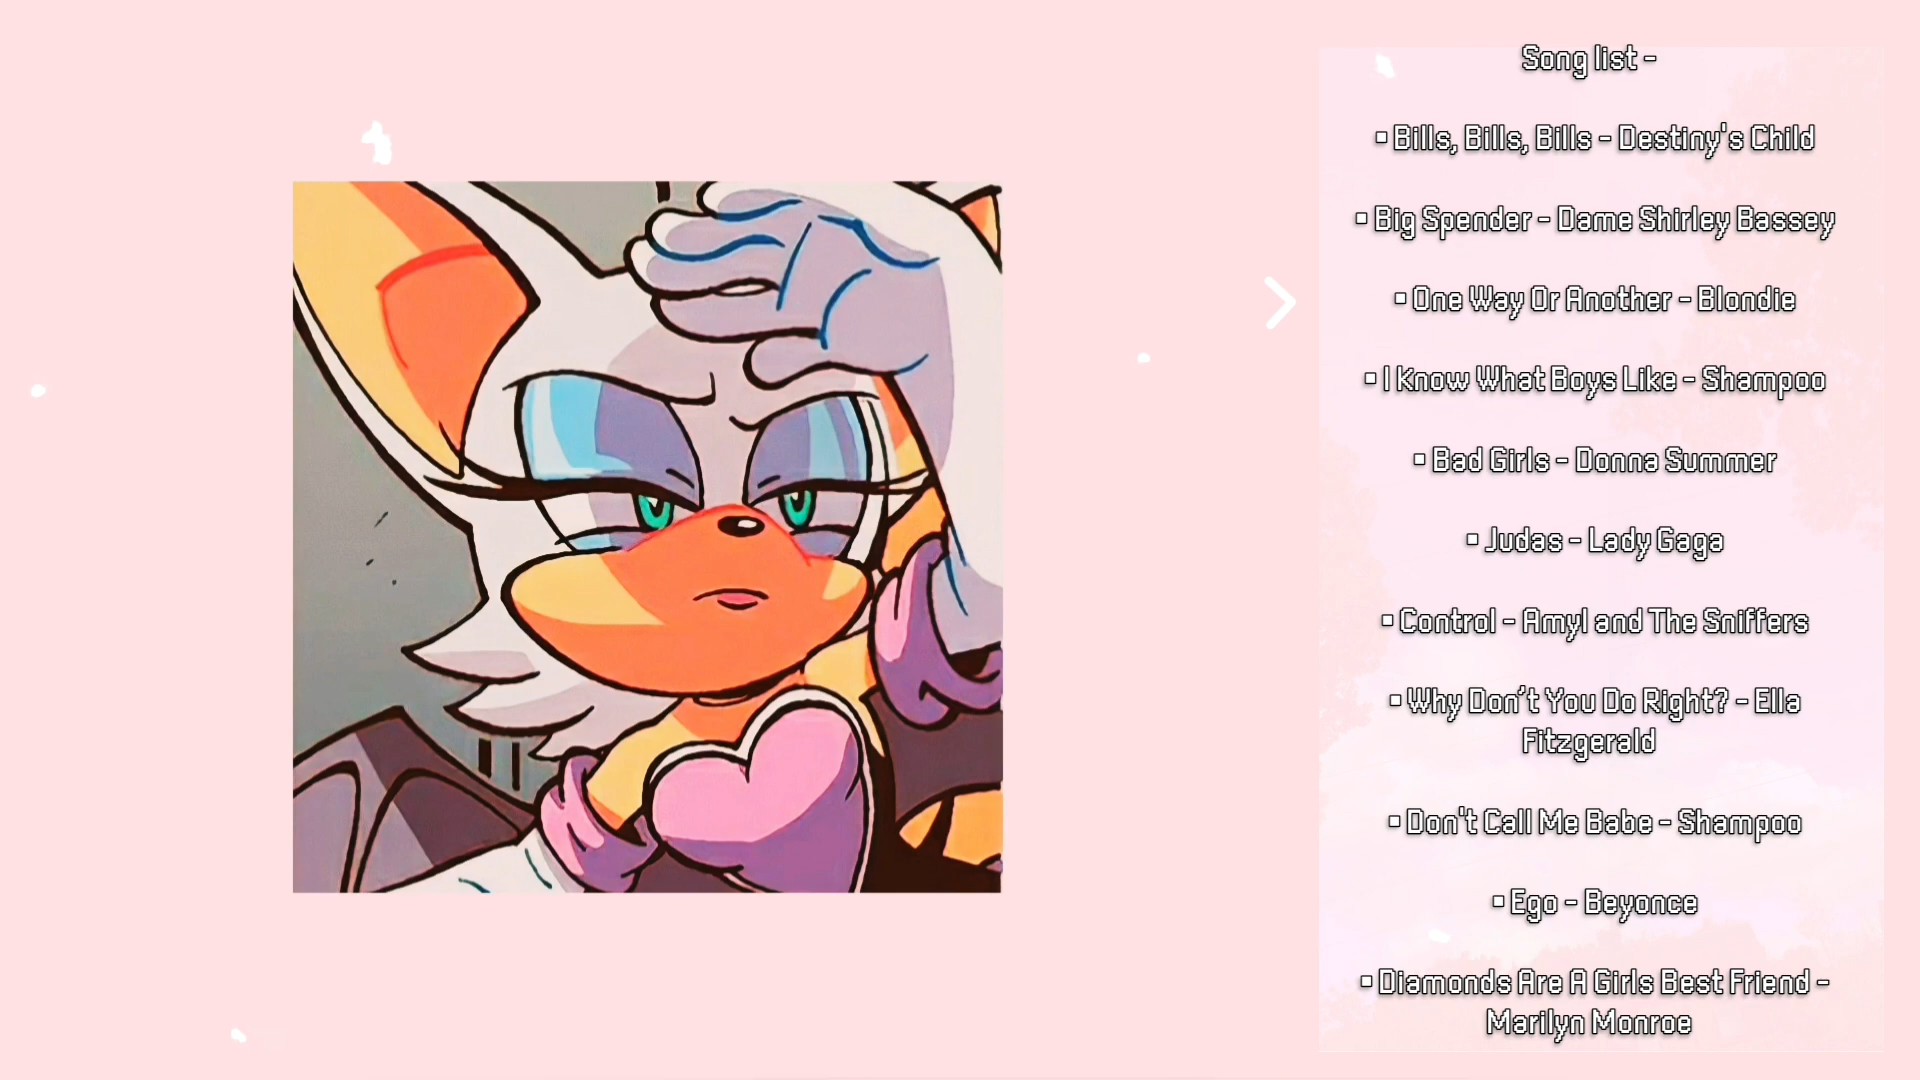 Song list -
• Bills, Bills, Bills - Destiny's Child
• Big Spender - Dame Shirley Bassey
• One Way Or Another - Blondie
• I Know What Boys Like - Shampoo
• Bad Girls - Donna Summer
• Judas - Lady Gaga
• Control - Amyl and The Sniffers
• Why Don't You Do Right? - Ella
Fitzgerald
• Don't Call Me Babe - Shampoo
• Ego - Beyonce
• Diamonds Are A Girls Best Friend -
Marilyn Monroe